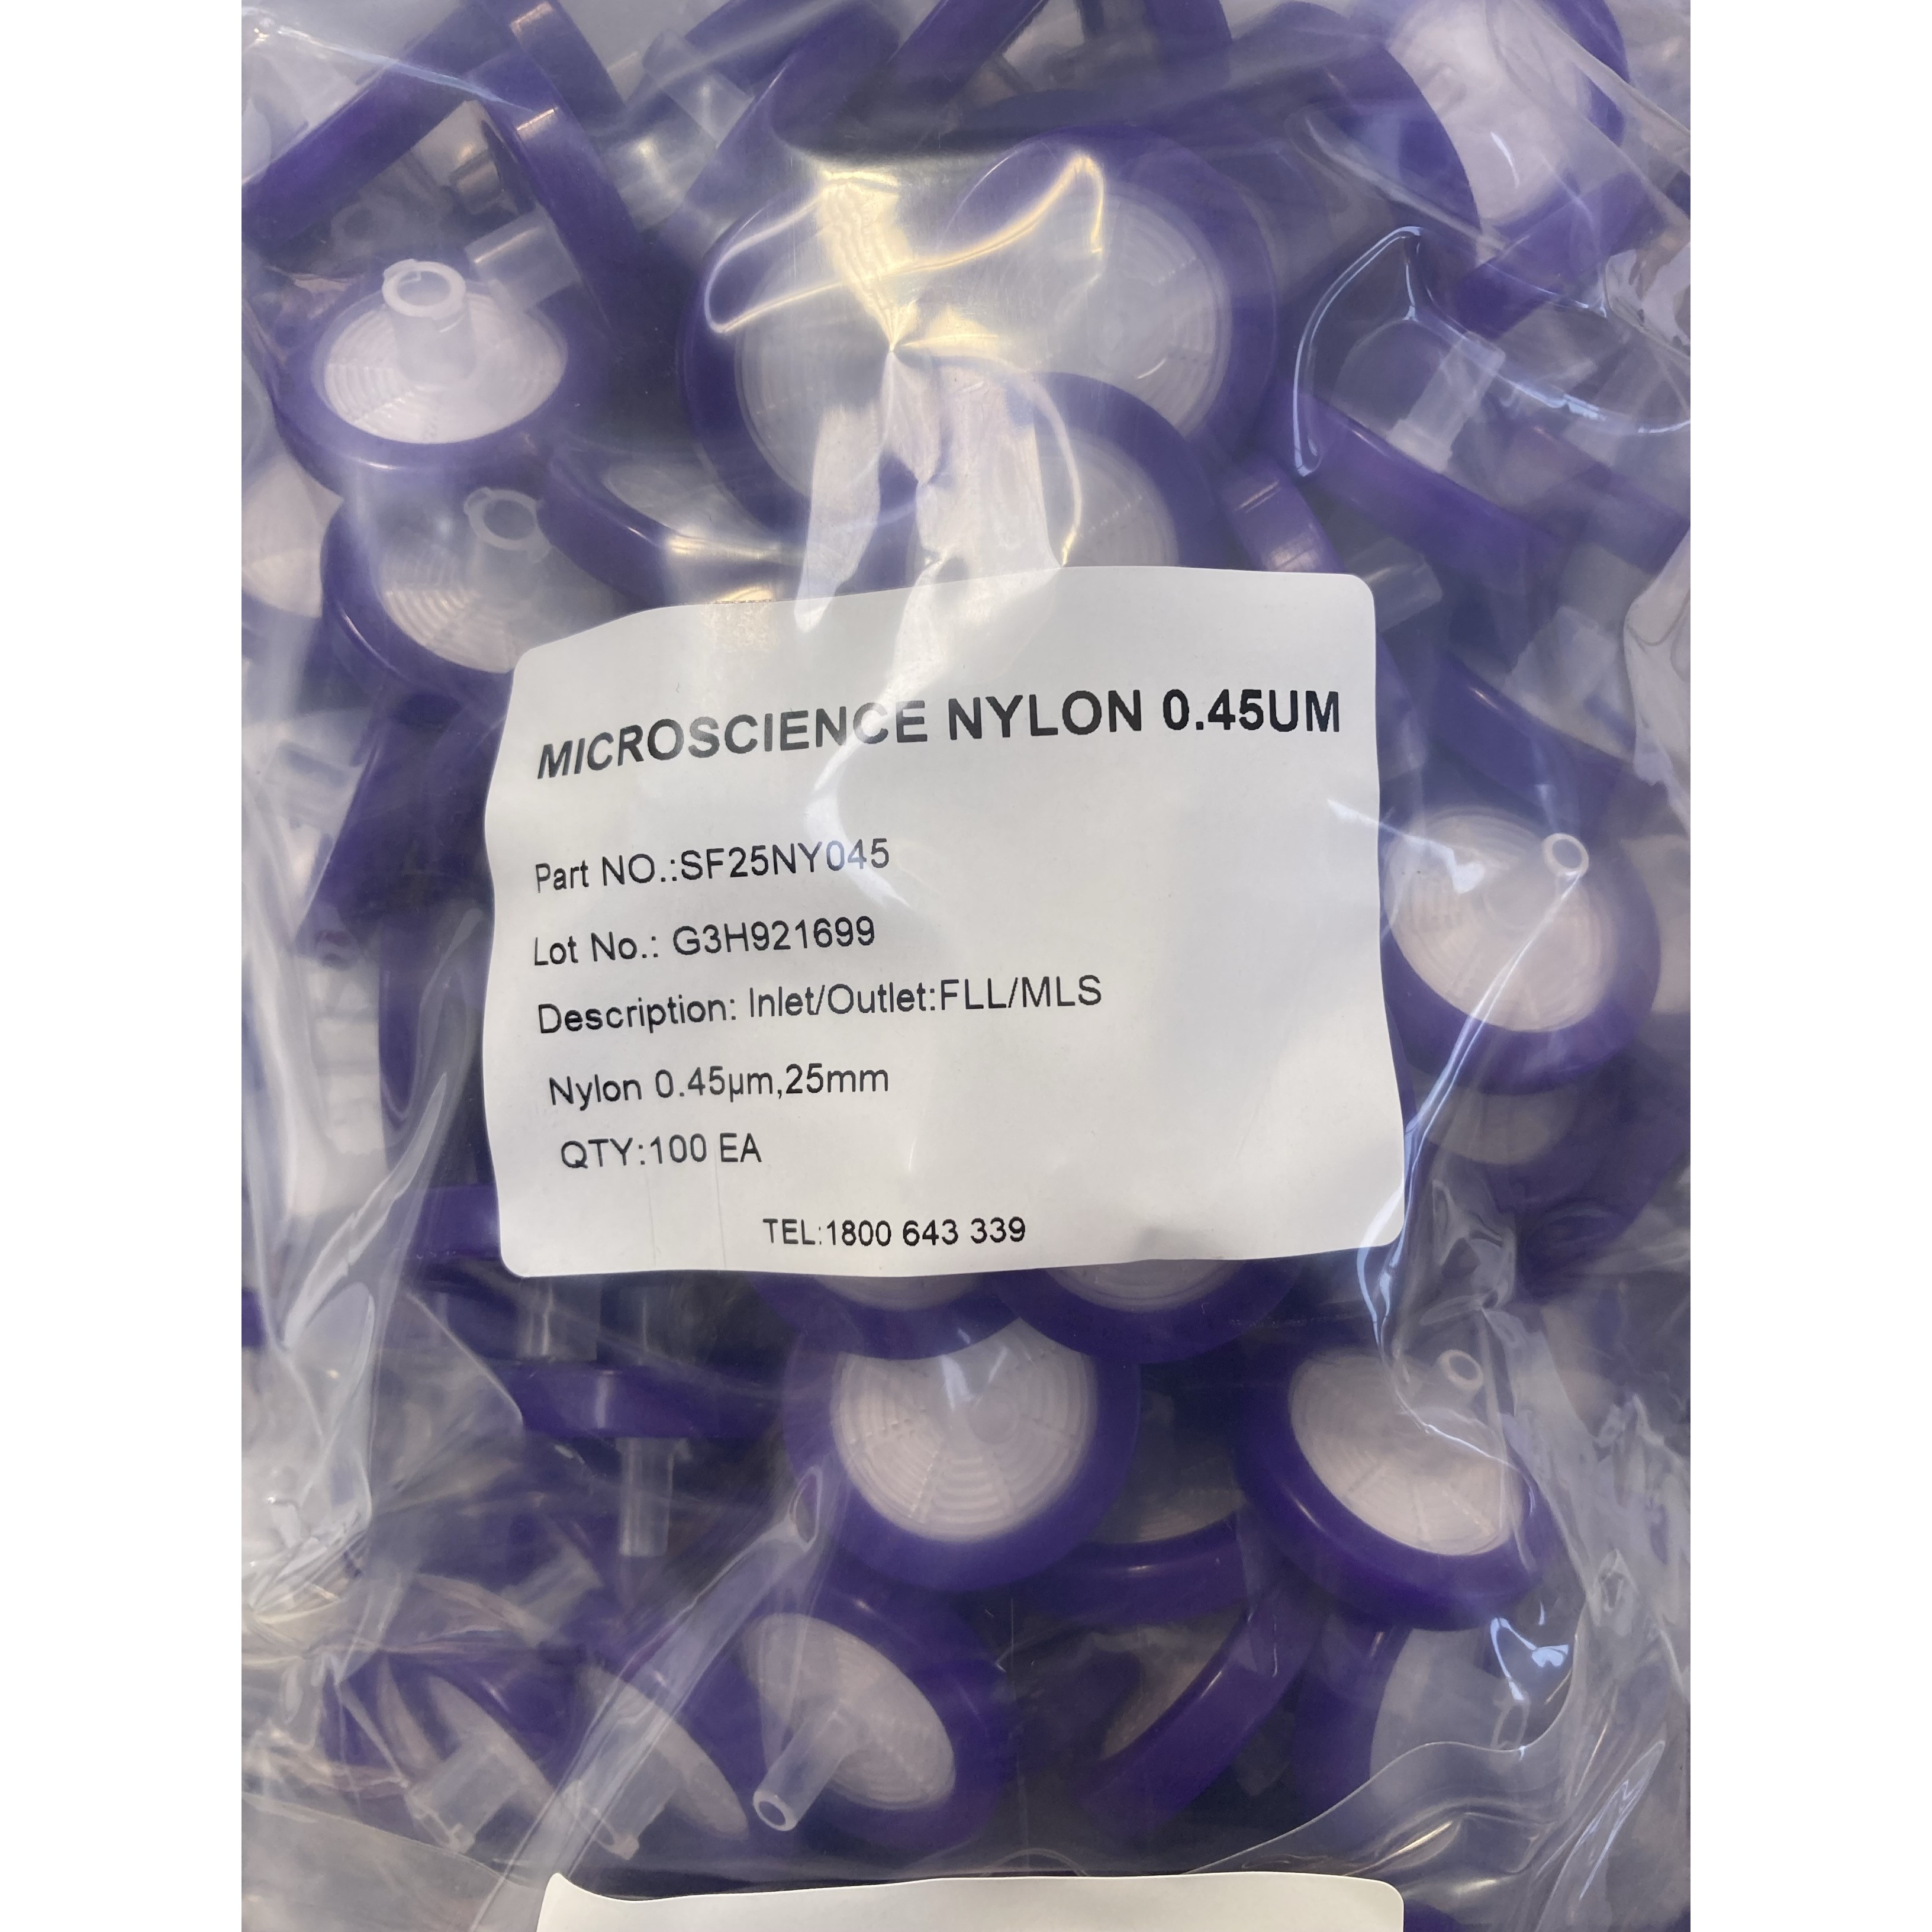 MICROSCIENCE NYLON 0.45UM
Part NO.:SF25NY045
Lot No.: G3H921699
Description: Inlet/Outlet:FLL/MLS
Nylon 0.45µm,25mm
QTY:100 EA
TEL:1800 643 339